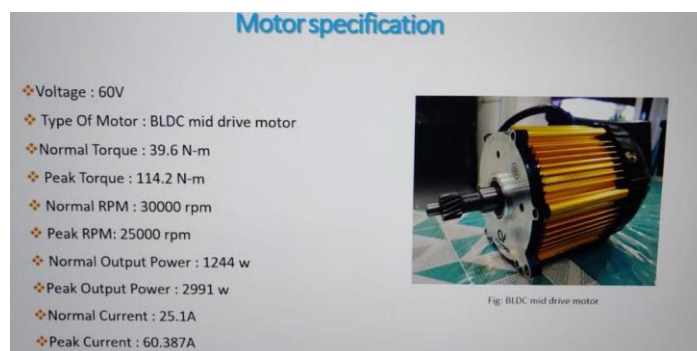 Motor specification
❖Voltage : 60V
❖ Type Of Motor : BLDC mid drive motor
❖Normal Torque : 39.6 N-m
❖ Peak Torque : 114.2 N-m
❖ Normal RPM : 30000 rpm
❖ Peak RPM: 25000 rpm
❖ Normal Output Power : 1244 w
❖Peak Output Power : 2991 w
❖Normal Current : 25.1A
❖Peak Current : 60.387A
Fig: BLDC mid drive motor